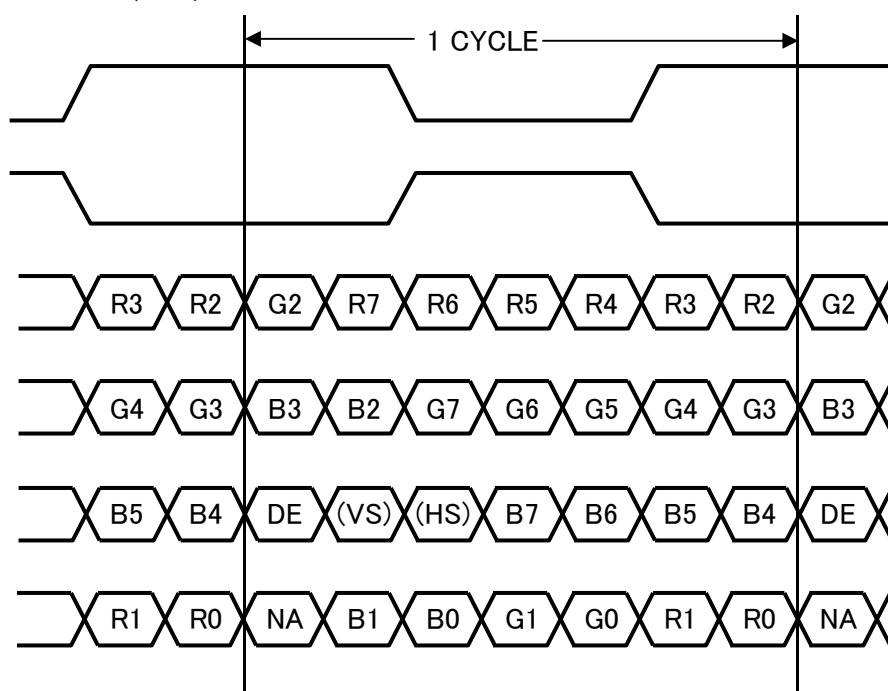 1 CYCLE
R3 R2 G2 R7 R6 R5 R4 R3 R2 G2
G4 G3 B3 B2 G7 G6 G5 G4 G3 B3
B5 B4 DE (VS) (HS) B7 B6 B5 B4 DE
R1 R0 NA B1 B0 G1 G0 R1 R0 NA